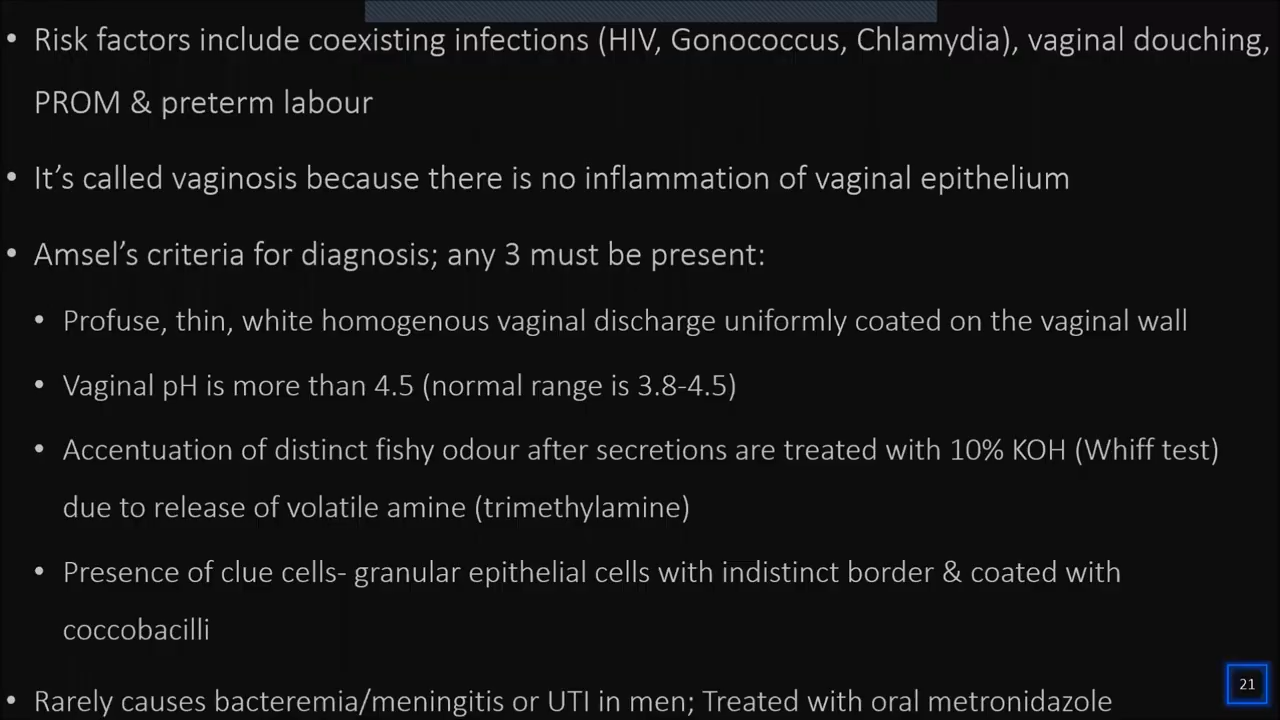 • Risk factors include coexisting infections (HIV, Gonococcus, Chlamydia), vaginal douching,
PROM & preterm labour
• It’s called vaginosis because there is no inflammation of vaginal epithelium
• Amsel’s criteria for diagnosis; any 3 must be present:
• Profuse, thin, white homogenous vaginal discharge uniformly coated on the vaginal wall
• Vaginal pH is more than 4.5 (normal range is 3.8-4.5)
• Accentuation of distinct fishy odour after secretions are treated with 10% KOH (Whiff test)
due to release of volatile amine (trimethylamine)
• Presence of clue cells- granular epithelial cells with indistinct border & coated with
coccobacilli
• Rarely causes bacteremia/meningitis or UTI in men; Treated with oral metronidazole
21